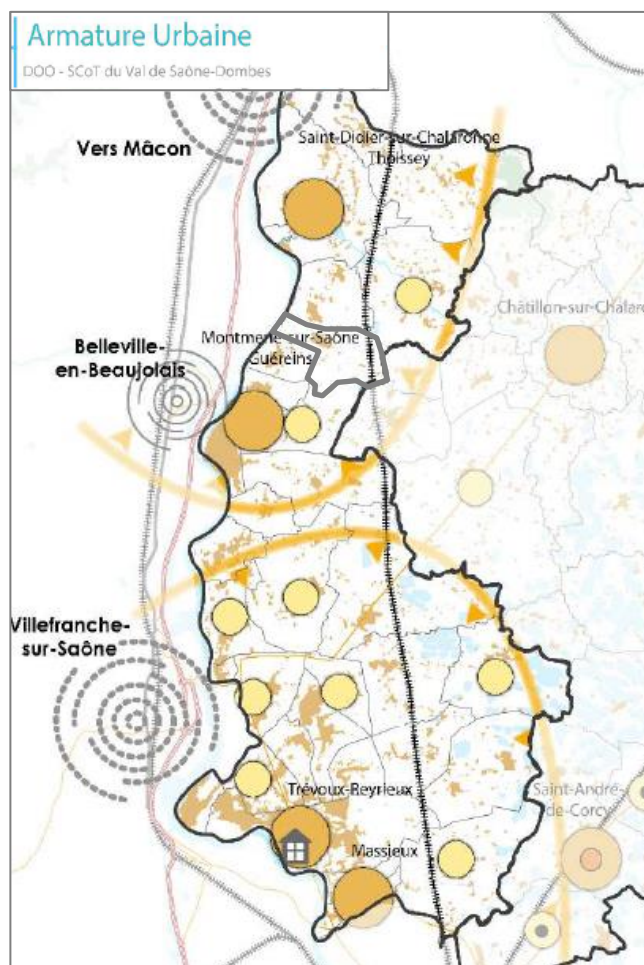 Armature Urbaine
DOO - SCoT du Val de Saône-Dombes
Vers Mâcon
Saint-Didier-sur-Chalaronne
Thoissey
Châtillon-sur-Chalaro
Montmerle-sur-Saône
Guéreins
Belleville-
en-Beaujolais
Villefranche-
sur-Saône
Trévoux-Reyrieux
Saint-André-
de-Corcy
Massieux